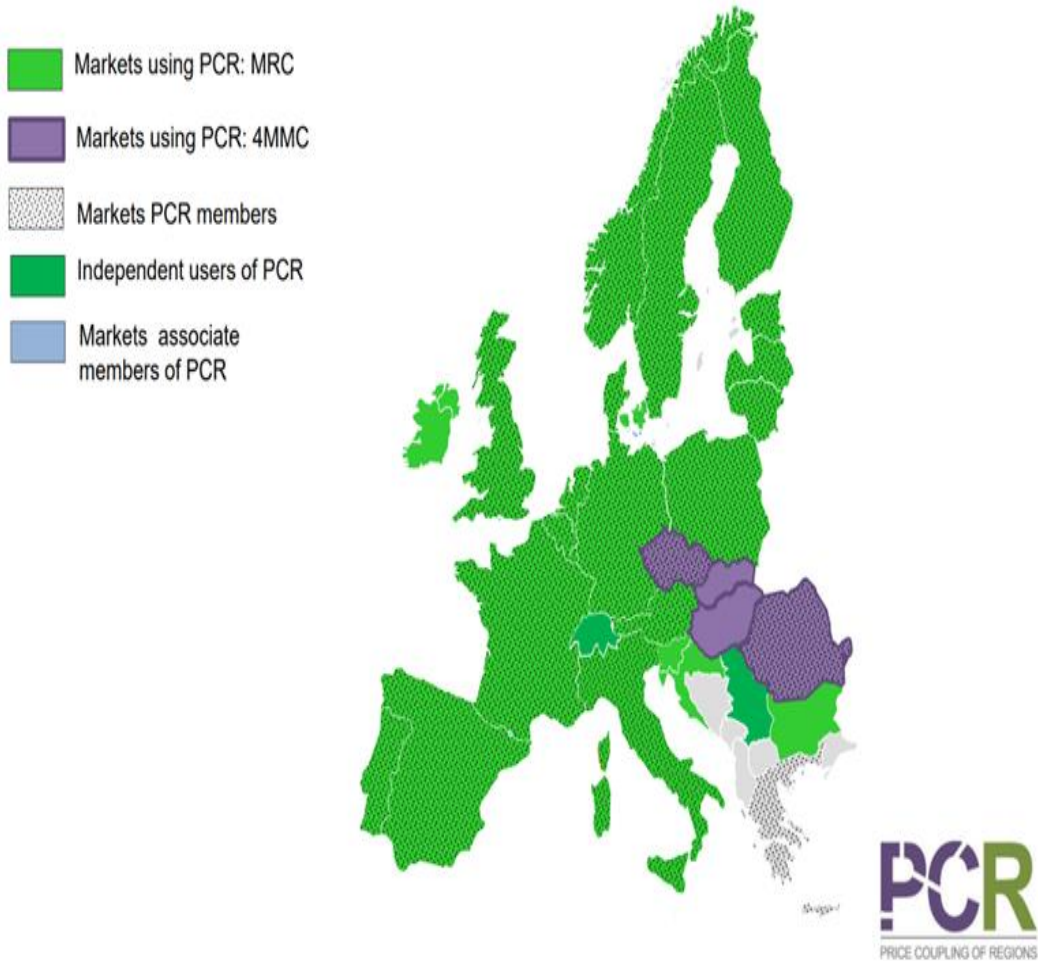 Markets using PCR: MRC
Markets using PCR: 4MMC
Markets PCR members
Independent users of PCR
Markets associate
members of PCR
PCR
PRICE COUPLING OF REGIONS